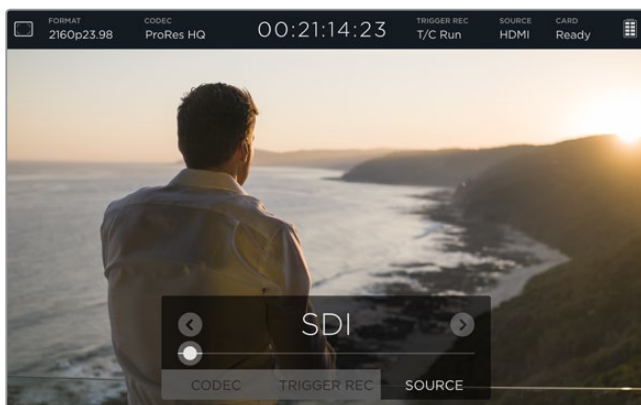 FORMAT CODEC TRIGGER REC SOURCE CARD
2160p23.98 ProRes HQ 00:21:14:23 T/C Run HDMI Ready
SDI
CODEC TRIGGER REC SOURCE